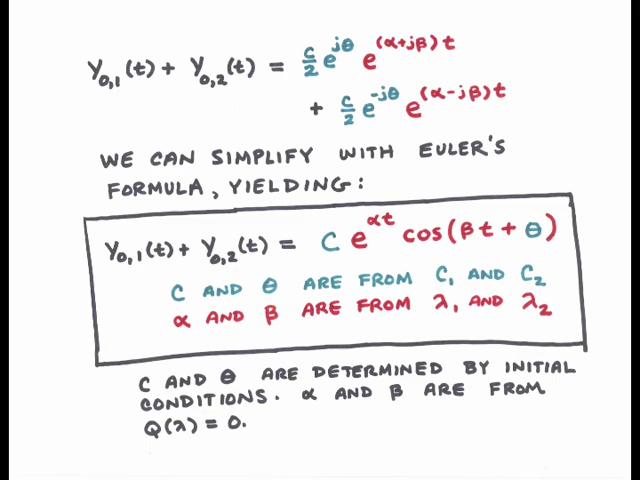 Y₀,₁(t) + Y₀,₂(t) = c/2 e^{jθ} e^{(α+jβ)t}
+ c/2 e^{-jθ} e^{(α-jβ)t}
WE CAN SIMPLIFY WITH EULER'S
FORMULA, YIELDING:
Y₀,₁(t) + Y₀,₂(t) = C e^{αt} cos(βt + θ)
C AND θ ARE FROM C₁ AND C₂
α AND β ARE FROM λ₁ AND λ₂
C AND θ ARE DETERMINED BY INITIAL
CONDITIONS. α AND β ARE FROM
Q(λ) = 0.